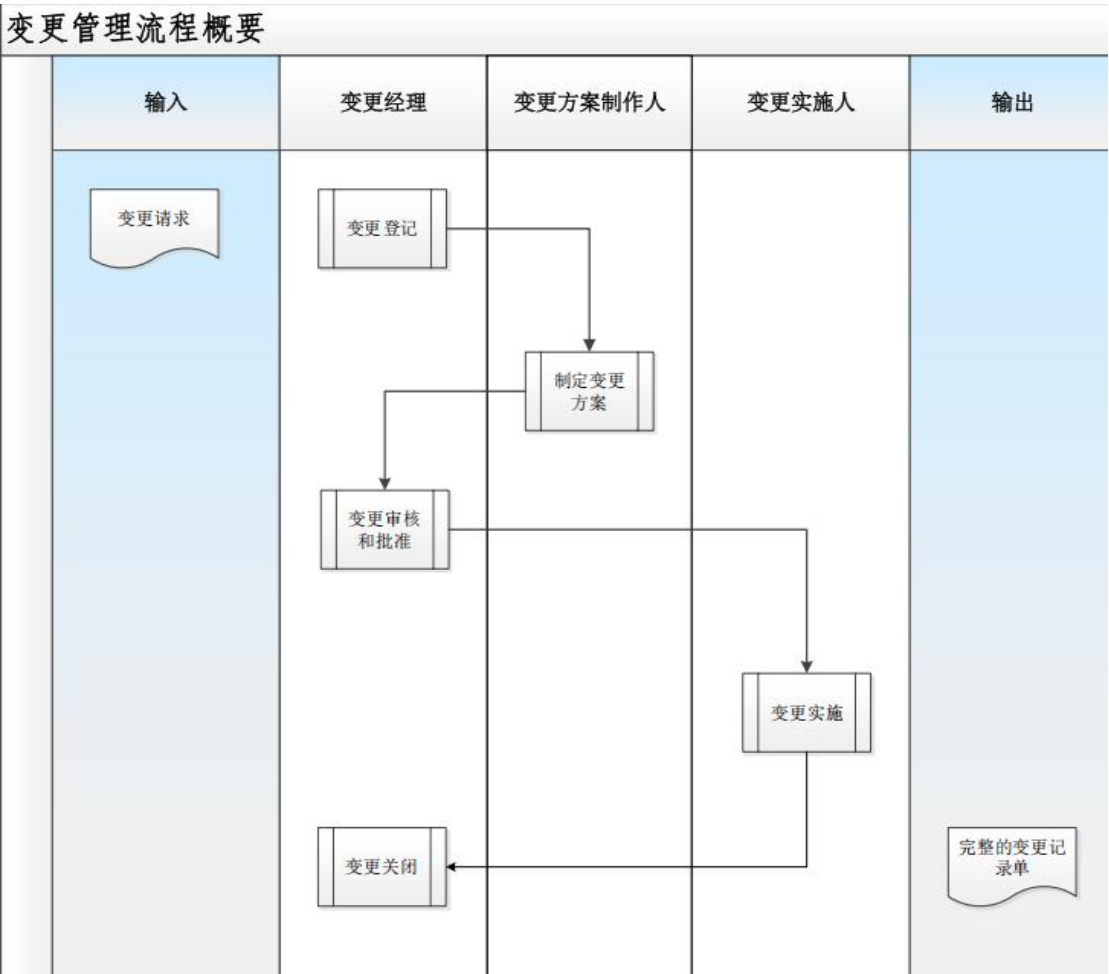 变更管理流程概要
输入
变更经理
变更方案制作人
变更实施人
输出
变更请求
变更登记
制定变更
方案
变更审核
和批准
变更实施
变更关闭
完整的变更记
录单